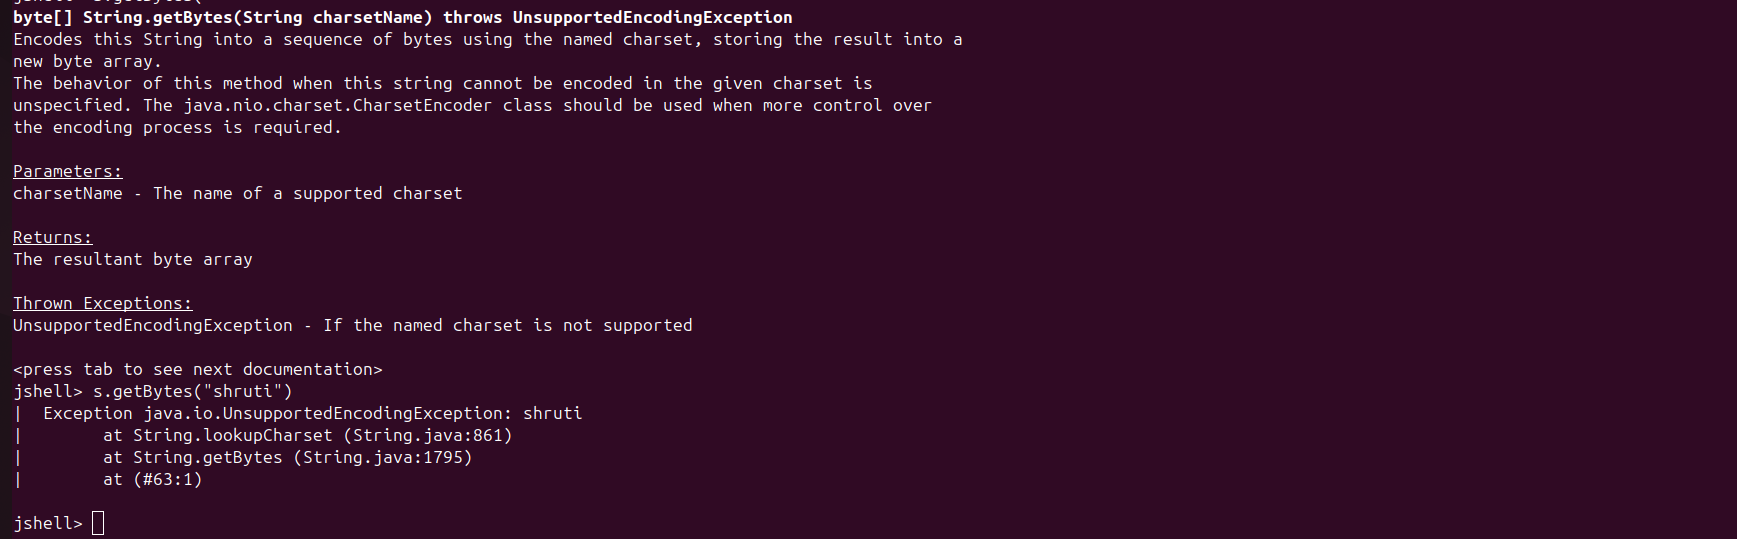 byte[] String.getBytes(String charsetName) throws UnsupportedEncodingException
Encodes this String into a sequence of bytes using the named charset, storing the result into a
new byte array.
The behavior of this method when this string cannot be encoded in the given charset is
unspecified. The java.nio.charset.CharsetEncoder class should be used when more control over
the encoding process is required.
Parameters:
charsetName - The name of a supported charset
Returns:
The resultant byte array
Thrown Exceptions:
UnsupportedEncodingException - If the named charset is not supported
<press tab to see next documentation>
jshell> s.getBytes("shruti")
|  Exception java.io.UnsupportedEncodingException: shruti
|        at String.lookupCharset (String.java:861)
|        at String.getBytes (String.java:1795)
|        at (#63:1)
jshell>